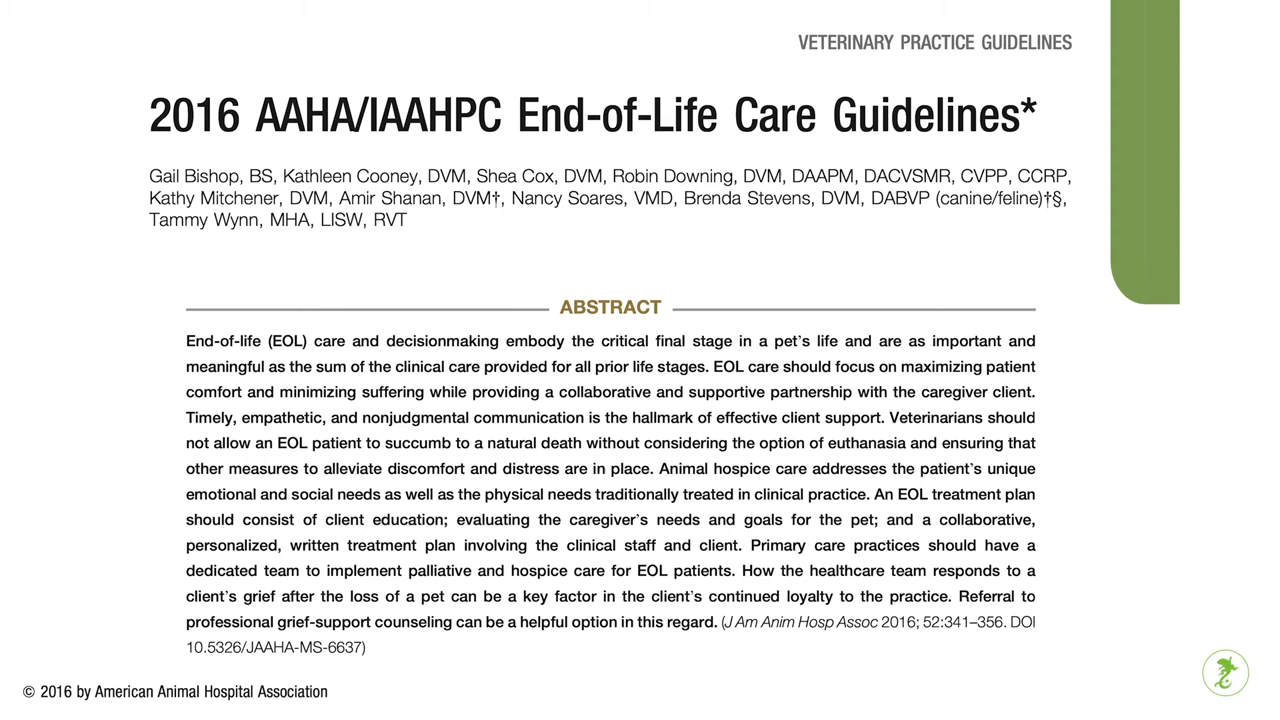 VETERINARY PRACTICE GUIDELINES
2016 AAHA/IAAHPC End-of-Life Care Guidelines*
Gail Bishop, BS, Kathleen Cooney, DVM, Shea Cox, DVM, Robin Downing, DVM, DAAPM, DACVSMR, CVPP, CCRP,
Kathy Mitchener, DVM, Amir Shanan, DVM†, Nancy Soares, VMD, Brenda Stevens, DVM, DABVP (canine/feline)†§,
Tammy Wynn, MHA, LISW, RVT
ABSTRACT
End-of-life (EOL) care and decisionmaking embody the critical final stage in a pet's life and are as important and
meaningful as the sum of the clinical care provided for all prior life stages. EOL care should focus on maximizing patient
comfort and minimizing suffering while providing a collaborative and supportive partnership with the caregiver client.
Timely, empathetic, and nonjudgmental communication is the hallmark of effective client support. Veterinarians should
not allow an EOL patient to succumb to a natural death without considering the option of euthanasia and ensuring that
other measures to alleviate discomfort and distress are in place. Animal hospice care addresses the patient's unique
emotional and social needs as well as the physical needs traditionally treated in clinical practice. An EOL treatment plan
should consist of client education; evaluating the caregiver's needs and goals for the pet; and a collaborative,
personalized, written treatment plan involving the clinical staff and client. Primary care practices should have a
dedicated team to implement palliative and hospice care for EOL patients. How the healthcare team responds to a
client's grief after the loss of a pet can be a key factor in the client's continued loyalty to the practice. Referral to
professional grief-support counseling can be a helpful option in this regard. (J Am Anim Hosp Assoc 2016; 52:341–356. DOI
10.5326/JAAHA-MS-6637)
© 2016 by American Animal Hospital Association